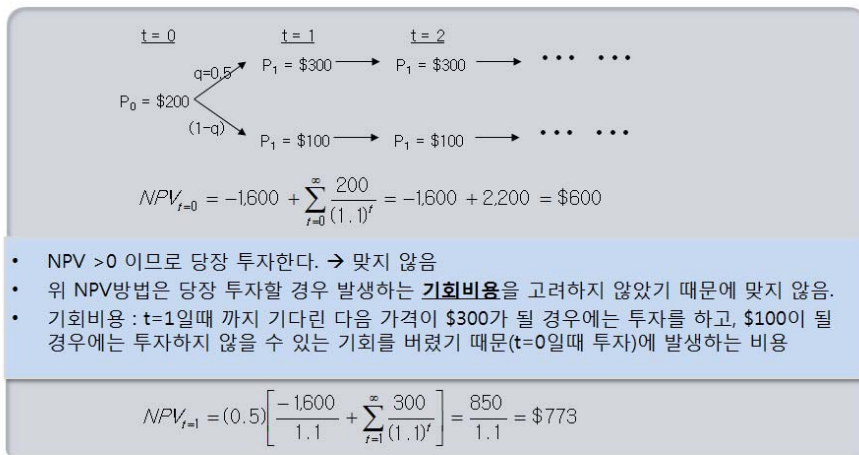 t = 0 t = 1 t = 2
q=0.5 P₁ = $300 P₁ = $300 ··· ···
P₀ = $200
(1-q) P₁ = $100 P₁ = $100 ··· ···
NPV_{t=0} = -1,600 + \sum_{t=0}^{∞} \frac{200}{(1.1)^t} = -1,600 + 2,200 = $600
• NPV >0 이므로 당장 투자한다. → 맞지 않음
• 위 NPV방법은 당장 투자할 경우 발생하는 기회비용을 고려하지 않았기 때문에 맞지 않음.
• 기회비용 : t=1일때 까지 기다린 다음 가격이 $300가 될 경우에는 투자를 하고, $100이 될
경우에는 투자하지 않을 수 있는 기회를 버렸기 때문(t=0일때 투자)에 발생하는 비용
NPV_{t=1} = (0.5)[\frac{-1,600}{1.1} + \sum_{t=1}^{∞} \frac{300}{(1.1)^t}] = \frac{850}{1.1} = $773